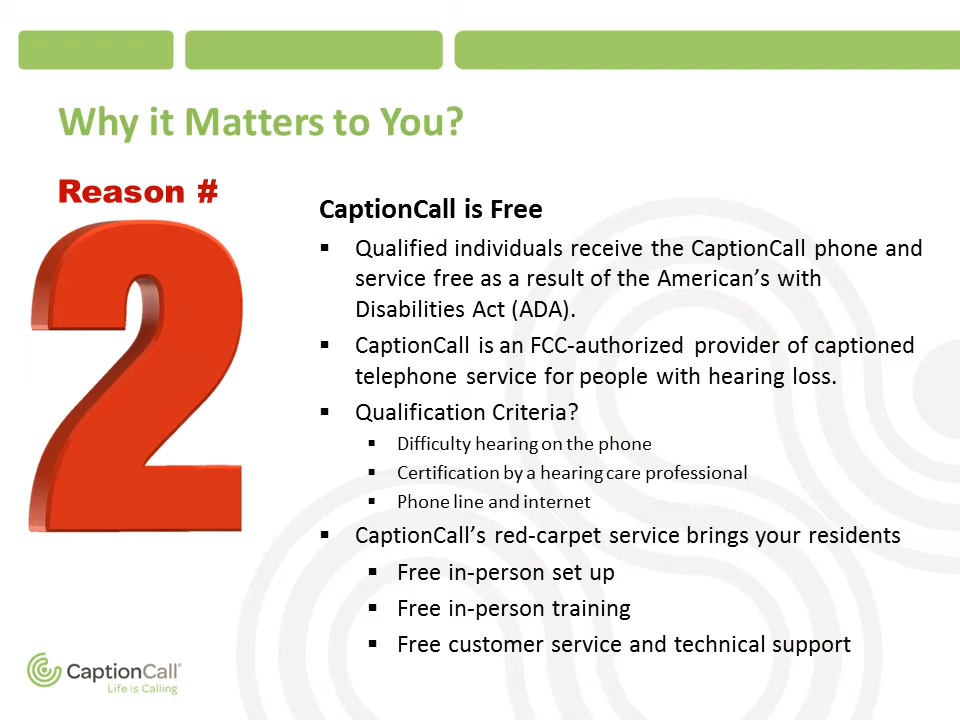 Why it Matters to You?
Reason #
2
CaptionCall is Free
▪ Qualified individuals receive the CaptionCall phone and
service free as a result of the American’s with
Disabilities Act (ADA).
▪ CaptionCall is an FCC-authorized provider of captioned
telephone service for people with hearing loss.
▪ Qualification Criteria?
▪ Difficulty hearing on the phone
▪ Certification by a hearing care professional
▪ Phone line and internet
▪ CaptionCall’s red-carpet service brings your residents
▪ Free in-person set up
▪ Free in-person training
▪ Free customer service and technical support
CaptionCall®
Life is Calling